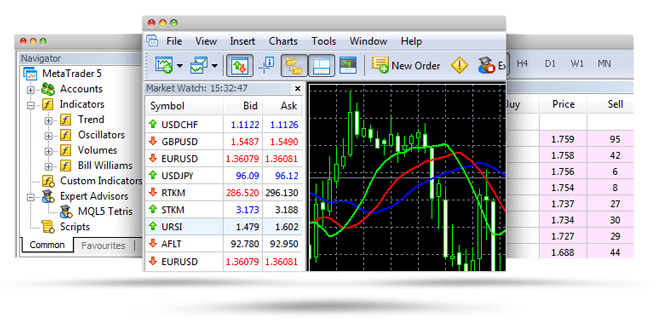 Navigator
MetaTrader 5
Accounts
Indicators
Trend
Oscillators
Volumes
Bill Williams
Custom Indicators
Expert Advisors
MQL5 Tetris
Scripts
Common Favourites
File View Insert Charts Tools Window Help
New Order
Market Watch: 15:32:47
Symbol Bid Ask
USDCHF 1.1122 1.1126
GBPUSD 1.5487 1.5490
EURUSD 1.36079 1.36081
USDJPY 96.09 96.12
RTKM 286.520 296.130
STKM 3.173 3.188
URSI 1.479 1.602
AFLT 92.780 92.950
EURUSD 1.36079 1.36081
H4 D1 W1 MN
Buy Price Sell
1.759 95
1.758 42
1.756 6
1.754 8
1.737 27
1.734 30
1.727 29
1.688 44